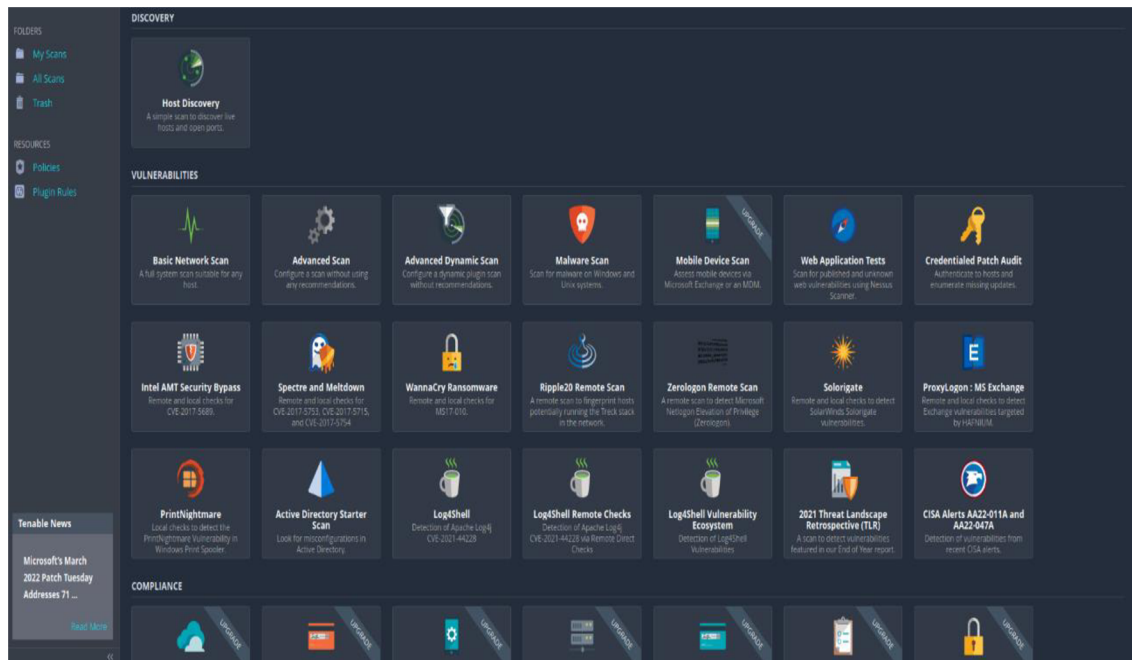 FOLDERS
My Scans
All Scans
Trash
RESOURCES
Policies
Plugin Rules
Tenable News
Microsoft's March
2022 Patch Tuesday
Addresses 71 ...
Read More
DISCOVERY
Host Discovery
A simple scan to discover live
hosts and open ports.
VULNERABILITIES
Basic Network Scan
A full system scan suitable for any
host.
Advanced Scan
Configure a scan without using
any recommendations.
Advanced Dynamic Scan
Configure a dynamic plugin scan
without recommendations.
Malware Scan
Scan for malware on Windows and
Unix systems.
UPGRADE
Mobile Device Scan
Assess mobile devices via
Microsoft Exchange or an MDM.
Web Application Tests
Scan for published and unknown
web vulnerabilities using Nessus
Scanner.
Credentialed Patch Audit
Authenticate to hosts and
enumerate missing updates.
Intel AMT Security Bypass
Remote and local checks for
CVE-2017-5689.
Spectre and Meltdown
Remote and local checks for
CVE-2017-5753, CVE-2017-5715,
and CVE-2017-5754
WannaCry Ransomware
Remote and local checks for
MS17-010.
Ripple20 Remote Scan
A remote scan to fingerprint hosts
potentially running the Treck stack
in the network.
Zerologon Remote Scan
A remote scan to detect Microsoft
Netlogon Elevation of Privilege
(Zerologon).
Solorigate
Remote and local checks to detect
SolarWinds Solorigate
vulnerabilities.
ProxyLogon : MS Exchange
Remote and local checks to detect
Exchange vulnerabilities targeted
by HAFNIUM.
PrintNightmare
Local checks to detect the
PrintNightmare Vulnerability in
Windows Print Spooler.
Active Directory Starter
Scan
Look for misconfigurations in
Active Directory.
Log4Shell
Detection of Apache Log4j
CVE-2021-44228
Log4Shell Remote Checks
Detection of Apache Log4j
CVE-2021-44228 via Remote Direct
Checks
Log4Shell Vulnerability
Ecosystem
Detection of Log4Shell
Vulnerabilities
2021 Threat Landscape
Retrospective (TLR)
A scan to detect vulnerabilities
featured in our End of Year report.
CISA Alerts AA22-011A and
AA22-047A
Detection of vulnerabilities from
recent CISA alerts.
COMPLIANCE
UPGRADE
UPGRADE
UPGRADE
UPGRADE
UPGRADE
UPGRADE
UPGRADE